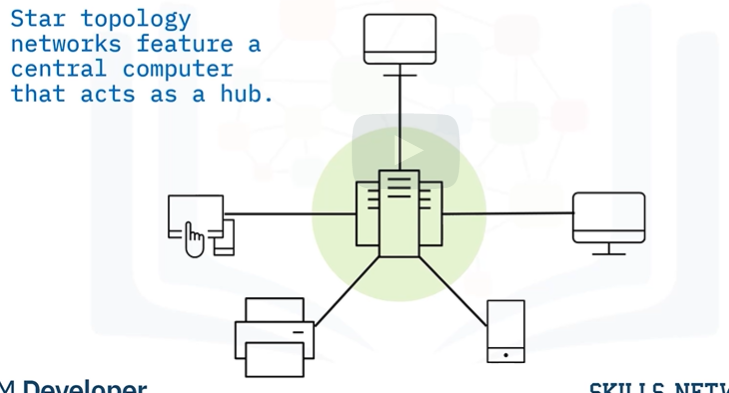 Star topology
networks feature a
central computer
that acts as a hub.
M Developer
SKILLS NETW